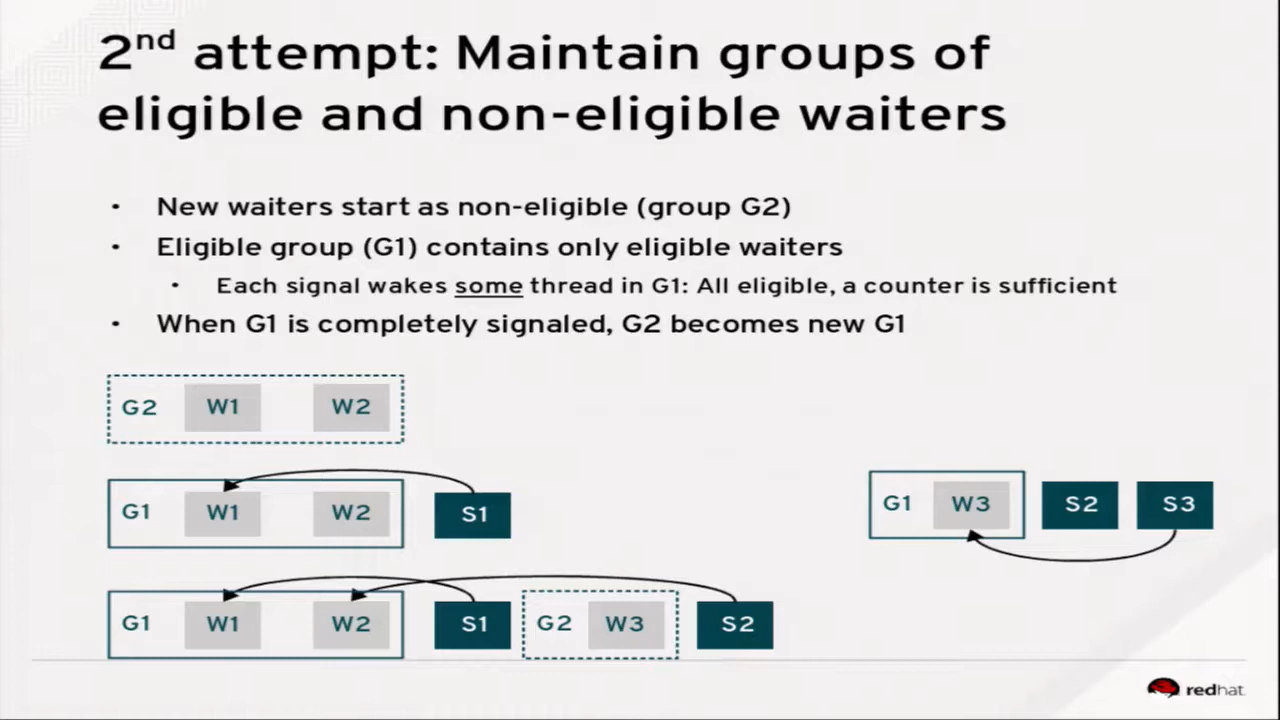 2nd attempt: Maintain groups of
eligible and non-eligible waiters
• New waiters start as non-eligible (group G2)
• Eligible group (G1) contains only eligible waiters
• Each signal wakes some thread in G1: All eligible, a counter is sufficient
• When G1 is completely signaled, G2 becomes new G1
G2 W1 W2
G1 W1 W2 S1
G1 W3 S2 S3
G1 W1 W2 S1 G2 W3 S2
redhat